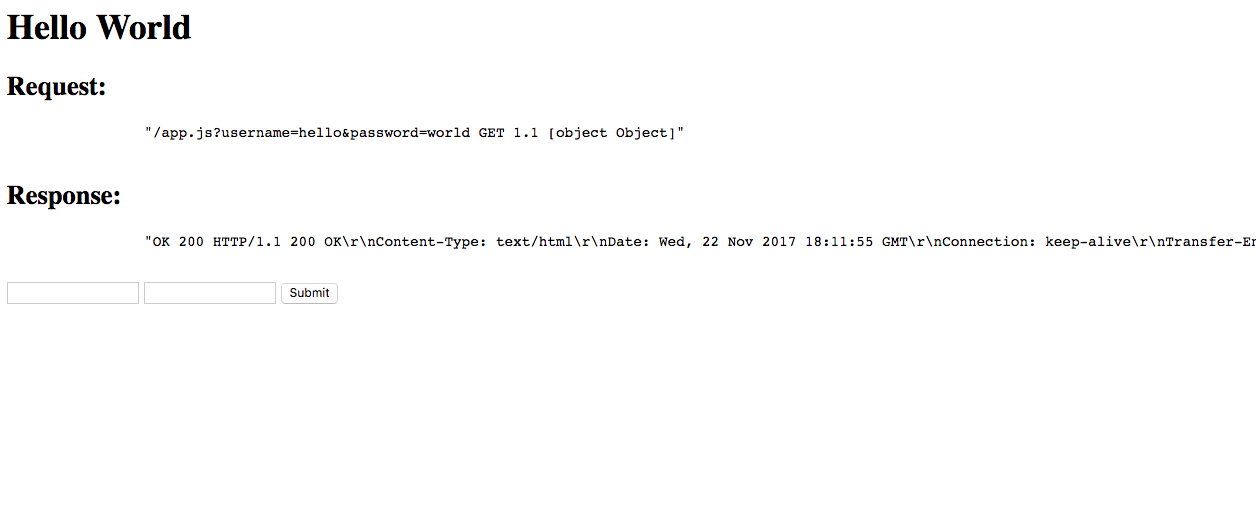 Hello World
Request:
"/app.js?username=hello&password=world GET 1.1 [object Object]"
Response:
"OK 200 HTTP/1.1 200 OK\r\nContent-Type: text/html\r\nDate: Wed, 22 Nov 2017 18:11:55 GMT\r\nConnection: keep-alive\r\nTransfer-
Submit